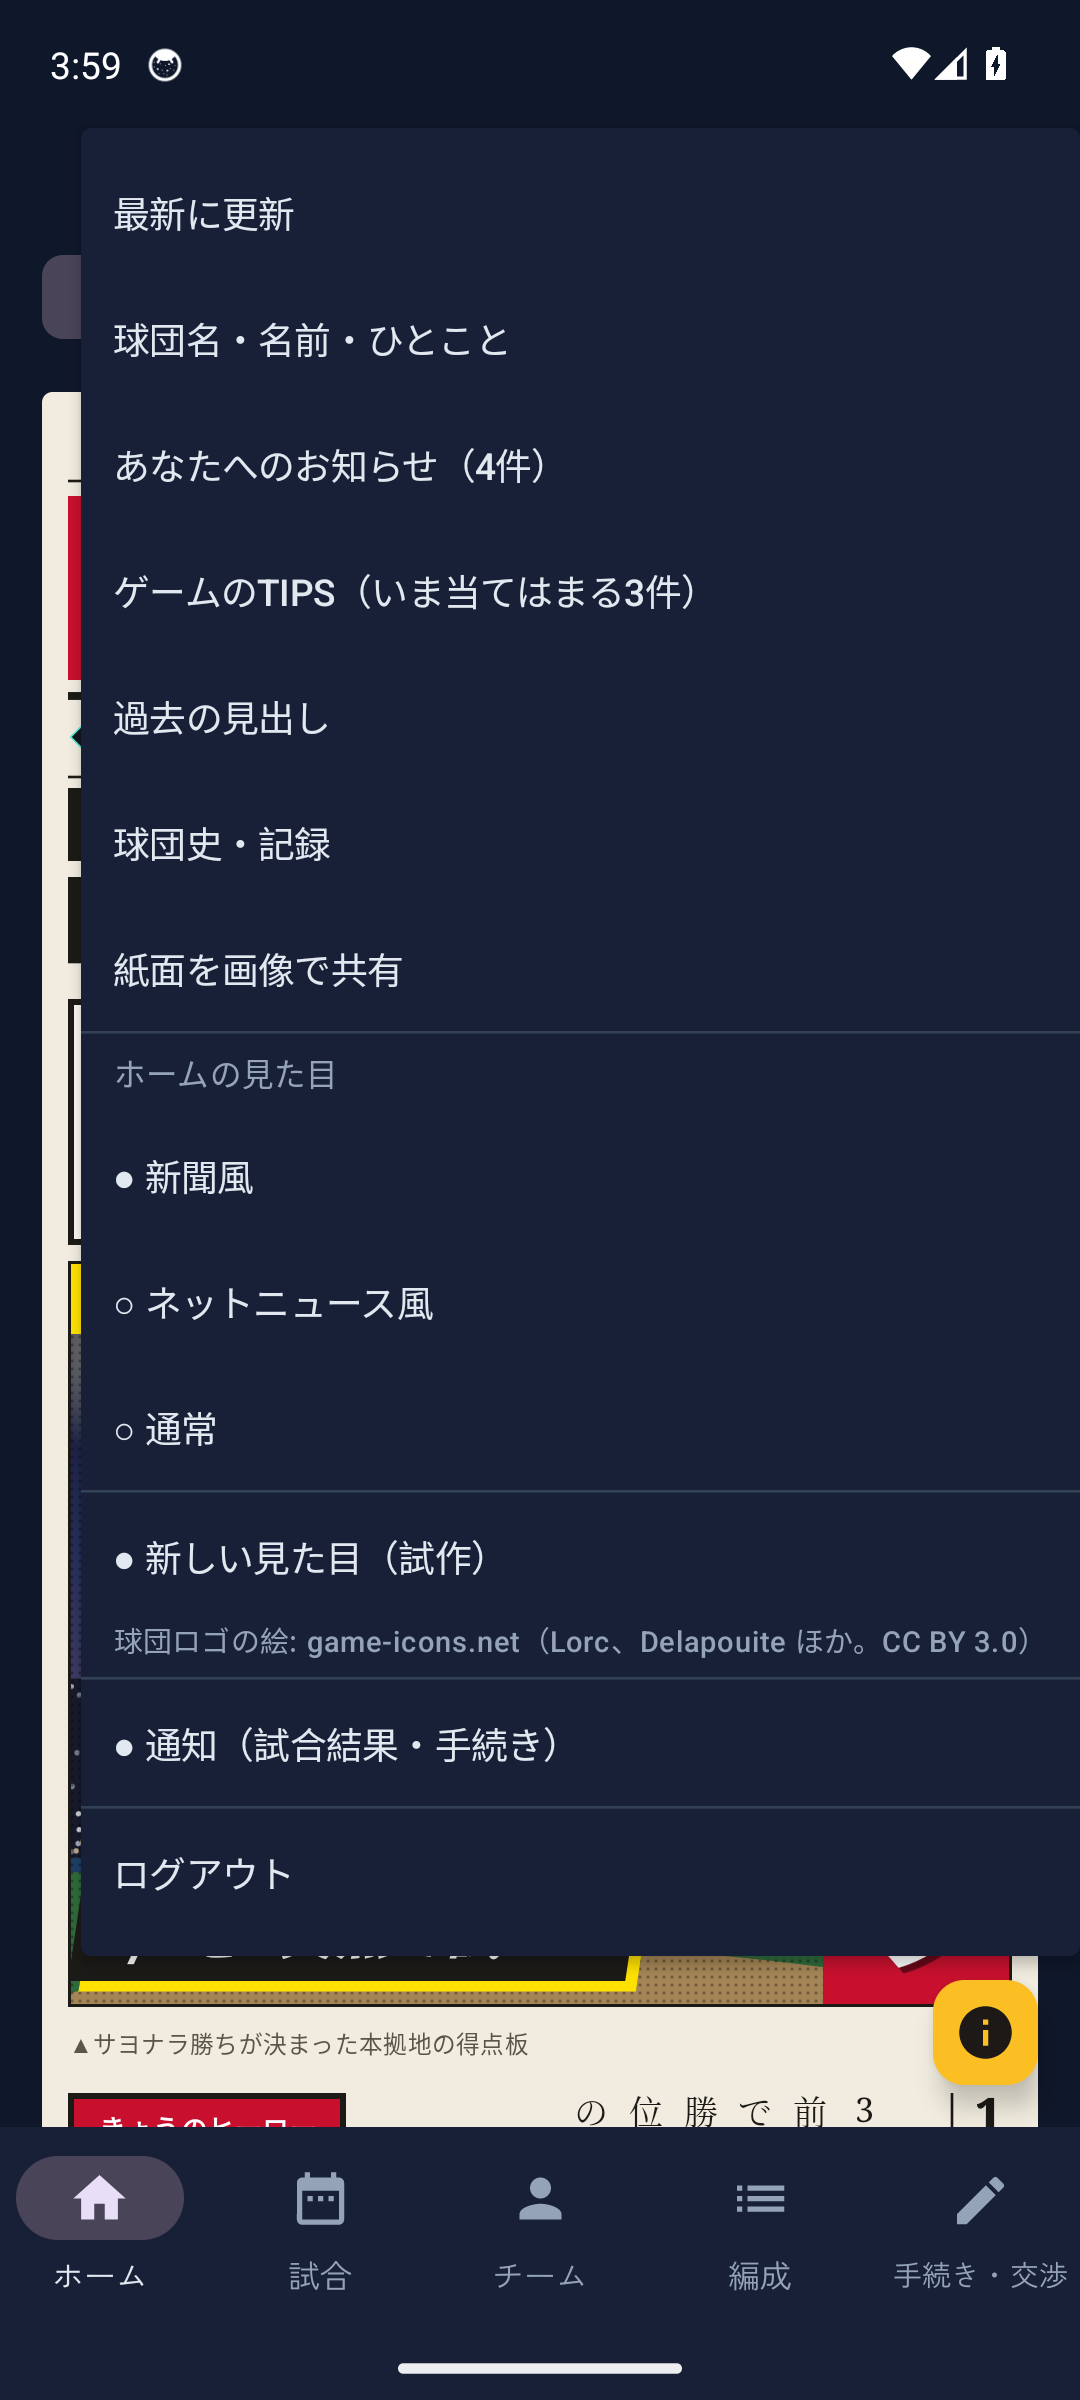 3:59
最新に更新
球団名・名前・ひとこと
あなたへのお知らせ（4件）
ゲームのTIPS（いま当てはまる3件）
過去の見出し
球団史・記録
紙面を画像で共有
ホームの見た目
● 新聞風
○ ネットニュース風
○ 通常
● 新しい見た目（試作）
球団ロゴの絵: game-icons.net（Lorc、Delapouite ほか。CC BY 3.0）
● 通知（試合結果・手続き）
ログアウト
▲サヨナラ勝ちが決まった本拠地の得点板
きょうのヒーロー
の位勝で前3
1
ホーム
試合
チーム
編成
手続き・交渉